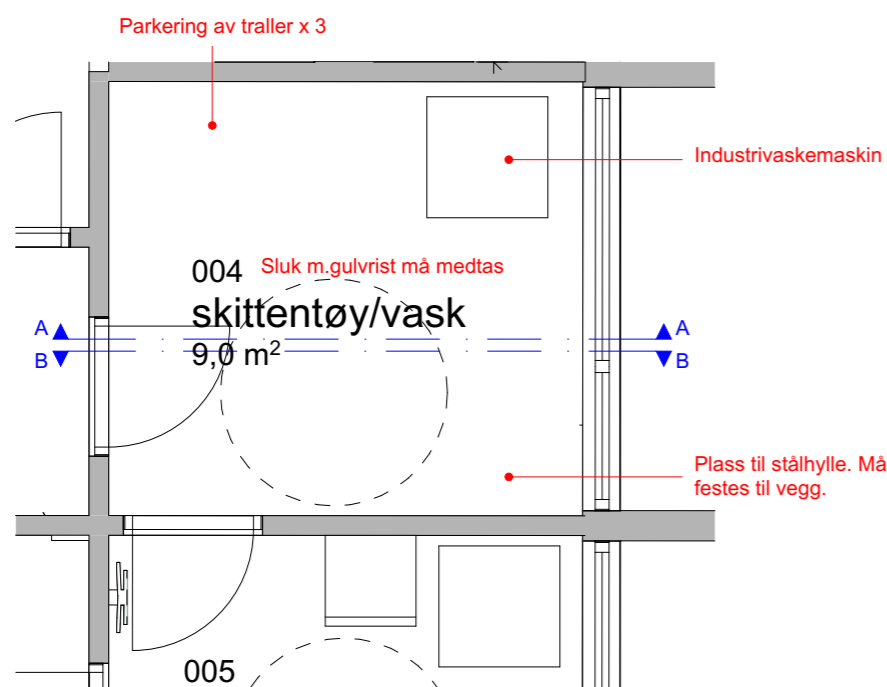 Parkering av traller x 3
Industrivaskemaskin
004 Sluk m.gulvrist må medtas
skittentøy/vask
A A
9,0 m²
B B
Plass til stålhylle. Må
festes til vegg.
005